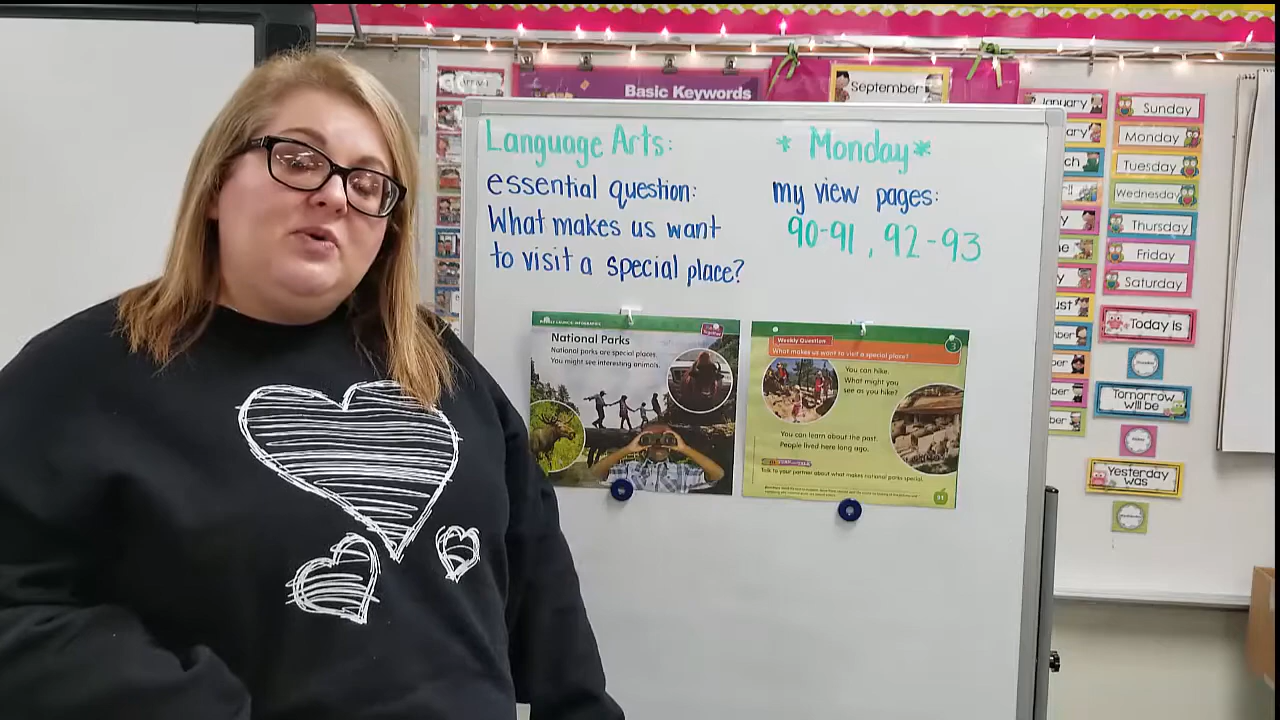 Basic Keywords
September
Language Arts:
essential question:
What makes us want
to visit a special place?
* Monday*
my view pages:
90-91, 92-93
National Parks
National parks are special places.
You might see interesting animals.
Weekly Question
What makes us want to visit a special place?
3
You can hike.
What might you
see as you hike?
You can learn about the past.
People lived here long ago.
Talk to your partner about what makes national parks special.
91
January
Sunday
Monday
Tuesday
Wednesday
Thursday
Friday
Saturday
Today is
Tomorrow
will be
Yesterday
was